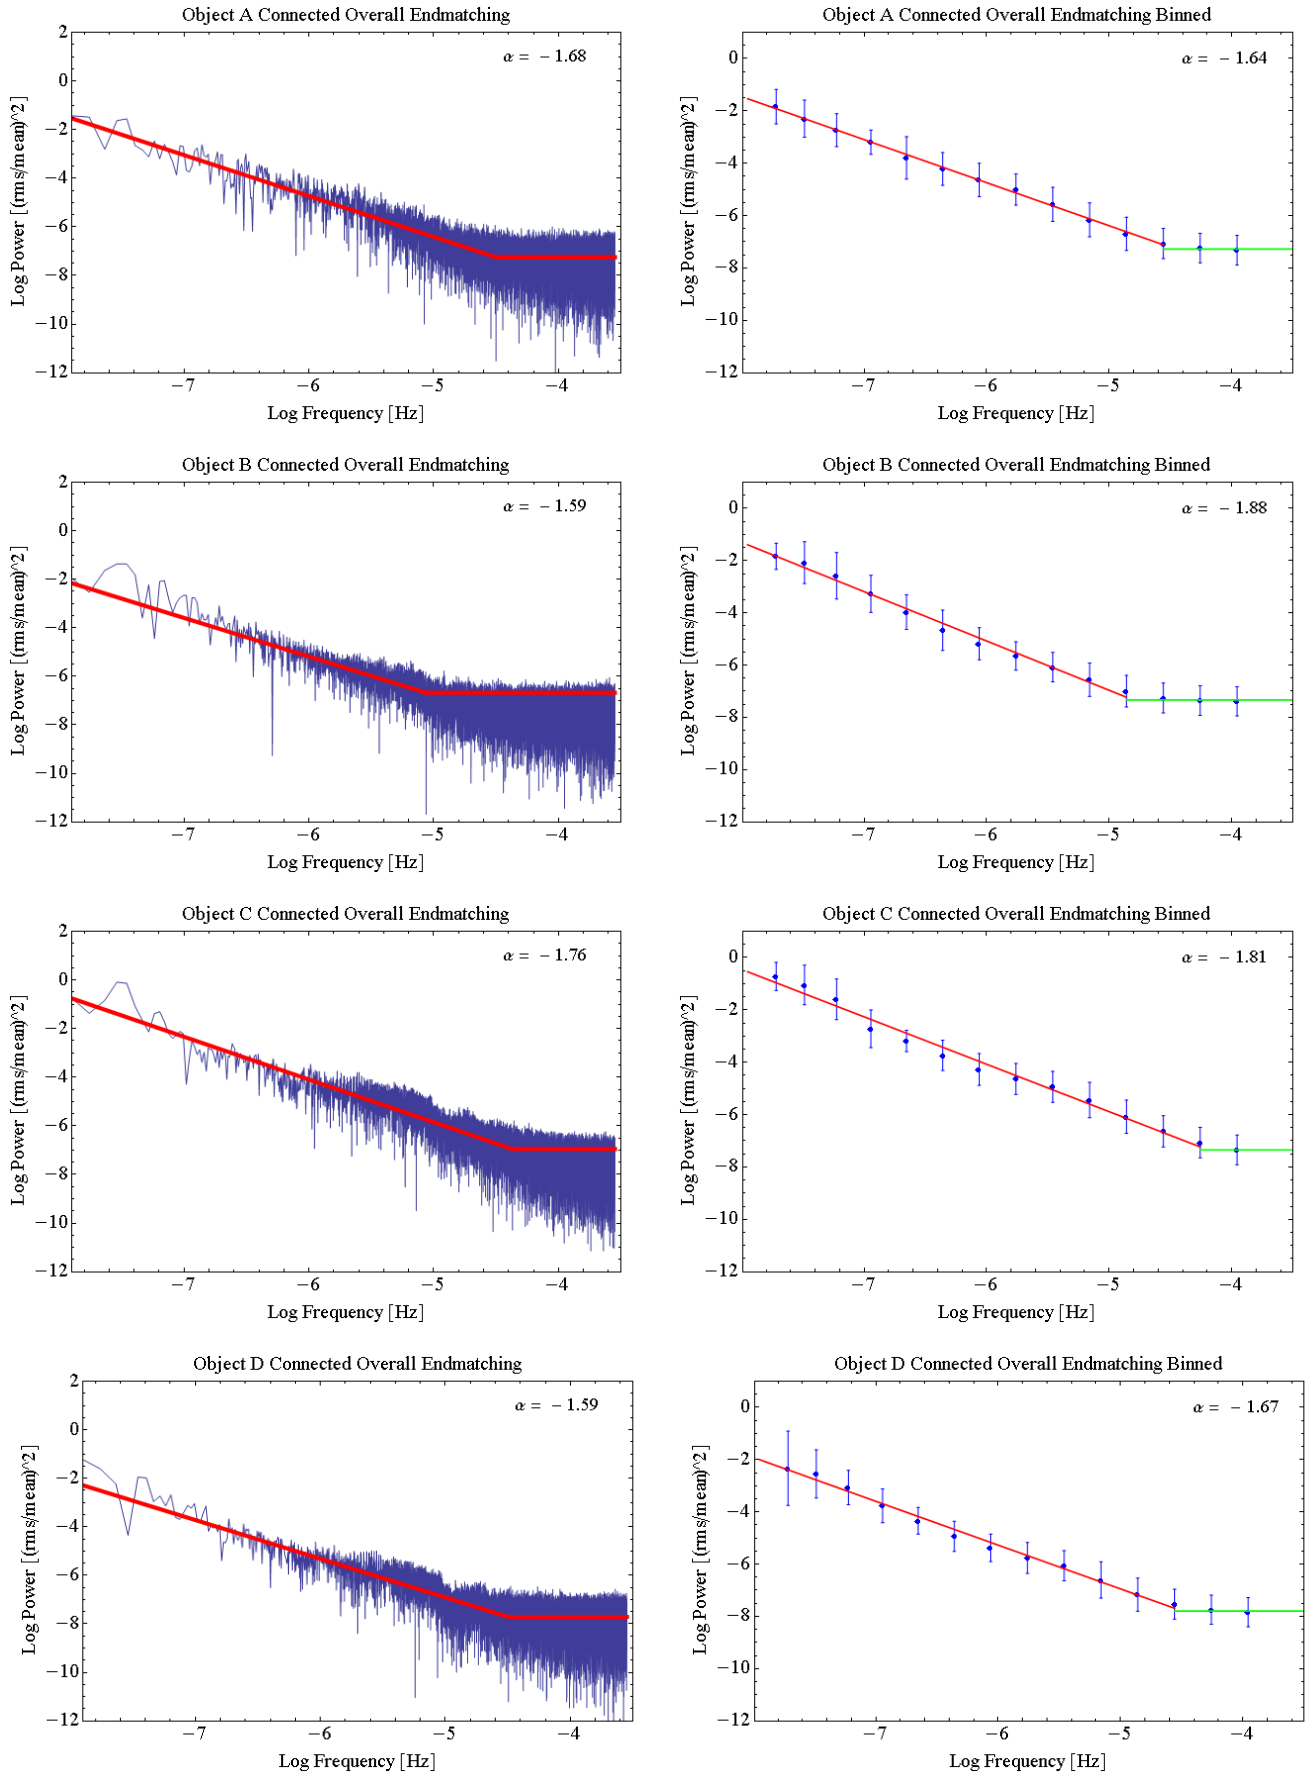 Object A Connected Overall Endmatching
α = − 1.68
Log Power [(rms/mean)^2]
2
0
−2
−4
−6
−8
−10
−12
−7
−6
−5
−4
Log Frequency [Hz]
Object A Connected Overall Endmatching Binned
α = − 1.64
Log Power [(rms/mean)^2]
0
−2
−4
−6
−8
−10
−12
−7
−6
−5
−4
Log Frequency [Hz]
Object B Connected Overall Endmatching
α = − 1.59
Log Power [(rms/mean)^2]
2
0
−2
−4
−6
−8
−10
−12
−7
−6
−5
−4
Log Frequency [Hz]
Object B Connected Overall Endmatching Binned
α = − 1.88
Log Power [(rms/mean)^2]
0
−2
−4
−6
−8
−10
−12
−7
−6
−5
−4
Log Frequency [Hz]
Object C Connected Overall Endmatching
α = − 1.76
Log Power [(rms/mean)^2]
2
0
−2
−4
−6
−8
−10
−12
−7
−6
−5
−4
Log Frequency [Hz]
Object C Connected Overall Endmatching Binned
α = − 1.81
Log Power [(rms/mean)^2]
0
−2
−4
−6
−8
−10
−12
−7
−6
−5
−4
Log Frequency [Hz]
Object D Connected Overall Endmatching
α = − 1.59
Log Power [(rms/mean)^2]
2
0
−2
−4
−6
−8
−10
−12
−7
−6
−5
−4
Log Frequency [Hz]
Object D Connected Overall Endmatching Binned
α = − 1.67
Log Power [(rms/mean)^2]
0
−2
−4
−6
−8
−10
−12
−7
−6
−5
−4
Log Frequency [Hz]